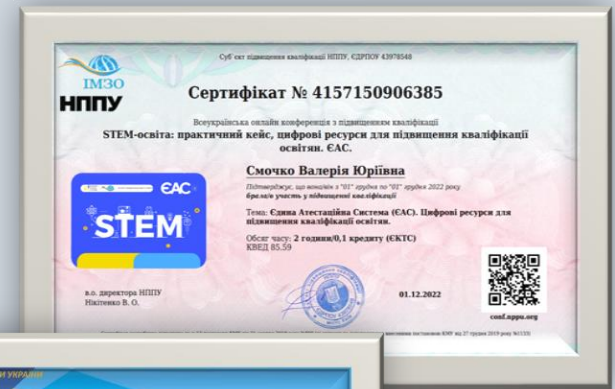 Суб'єкт підвищення кваліфікації НППУ, ЄДРПОУ 43978548
ІМЗО
НППУ
Сертифікат № 4157150906385
Всеукраїнська онлайн конференція з підвищенням кваліфікації
STEM-освіта: практичний кейс, цифрові ресурси для підвищення кваліфікації
освітян. ЄАС.
Смочко Валерія Юріївна
Підтверджує, що вона/він з "01" грудня по "01" грудня 2022 року
брала/в участь у підвищенні кваліфікації
ЄАС
STEM
Тема: Єдина Атестаційна Система (ЄАС). Цифрові ресурси для
підвищення кваліфікації освітян.
Обсяг часу: 2 години/0,1 кредиту (ЄКТС)
КВЕД 85.59
в.о. директора НППУ
Нікітенко В. О.
01.12.2022
conf.nppu.org
И УКРАЇНИ